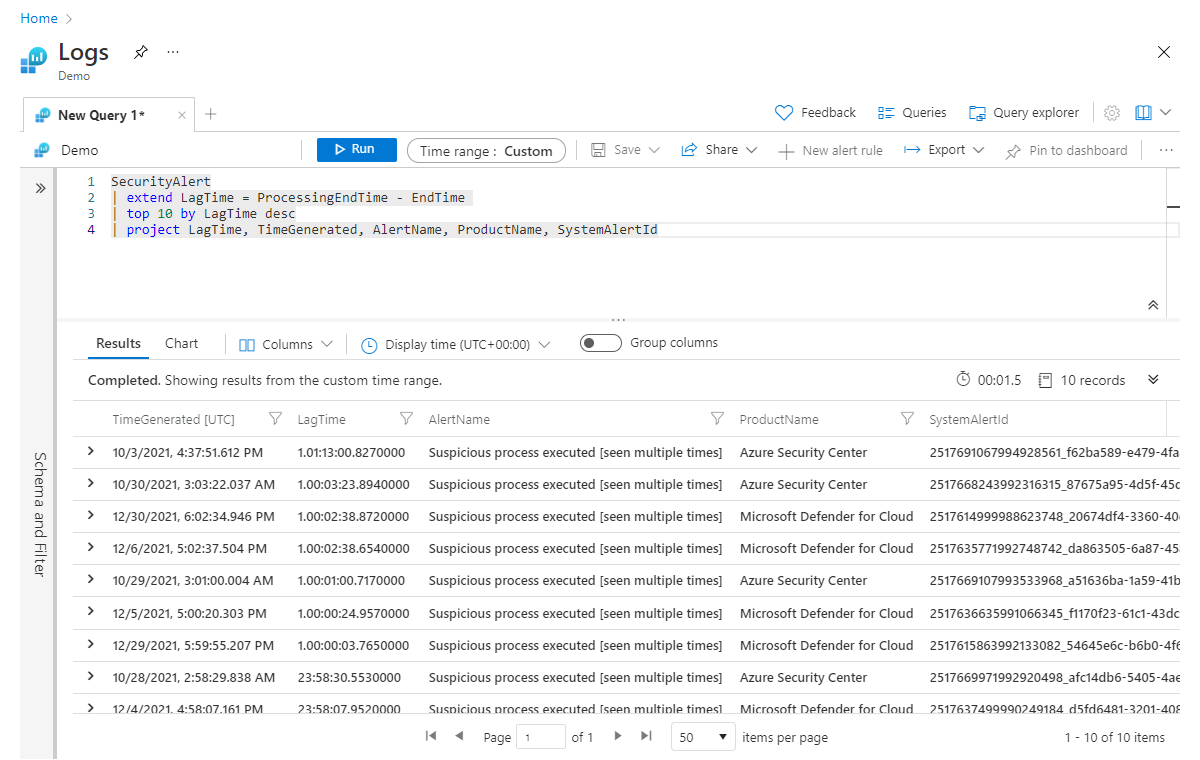 Home
Logs
Demo
New Query 1*
Feedback
Queries
Query explorer
Demo
Run
Time range : Custom
Save
Share
New alert rule
Export
Pin to dashboard
1 SecurityAlert
2 | extend LagTime = ProcessingEndTime - EndTime
3 | top 10 by LagTime desc
4 | project LagTime, TimeGenerated, AlertName, ProductName, SystemAlertId
Schema and Filter
Results Chart Columns Display time (UTC+00:00) Group columns
Completed. Showing results from the custom time range. 00:01.5 10 records
TimeGenerated [UTC] LagTime AlertName ProductName SystemAlertId
10/3/2021, 4:37:51.612 PM 1.01:13:00.8270000 Suspicious process executed [seen multiple times] Azure Security Center 2517691067994928561_f62ba589-e479-4fa
10/30/2021, 3:03:22.037 AM 1.00:03:23.8940000 Suspicious process executed [seen multiple times] Azure Security Center 2517668243992316315_87675a95-4d5f-45d
12/30/2021, 6:02:34.946 PM 1.00:02:38.8720000 Suspicious process executed [seen multiple times] Microsoft Defender for Cloud 2517614999988623748_20674df4-3360-40
12/6/2021, 5:02:37.504 PM 1.00:02:38.6540000 Suspicious process executed [seen multiple times] Microsoft Defender for Cloud 2517635771992748742_da863505-6a87-45
10/29/2021, 3:01:00.004 AM 1.00:01:00.7170000 Suspicious process executed [seen multiple times] Azure Security Center 2517669107993533968_a51636ba-1a59-41b
12/5/2021, 5:00:20.303 PM 1.00:00:24.9570000 Suspicious process executed [seen multiple times] Microsoft Defender for Cloud 2517636635991066345_f1170f23-61c1-43dc
12/29/2021, 5:59:55.207 PM 1.00:00:03.7650000 Suspicious process executed [seen multiple times] Microsoft Defender for Cloud 2517615863992133082_54645e6c-b6b0-4f6
10/28/2021, 2:58:29.838 AM 23:58:30.5530000 Suspicious process executed [seen multiple times] Azure Security Center 2517669971992920498_afc14db6-5405-4ae
12/4/2021, 4:58:07.161 PM 23:58:07.9520000 Suspicious process executed [seen multiple times] Microsoft Defender for Cloud 2517637499990249184_d5fd6481-3201-408
Page 1 of 1 50 items per page 1 - 10 of 10 items